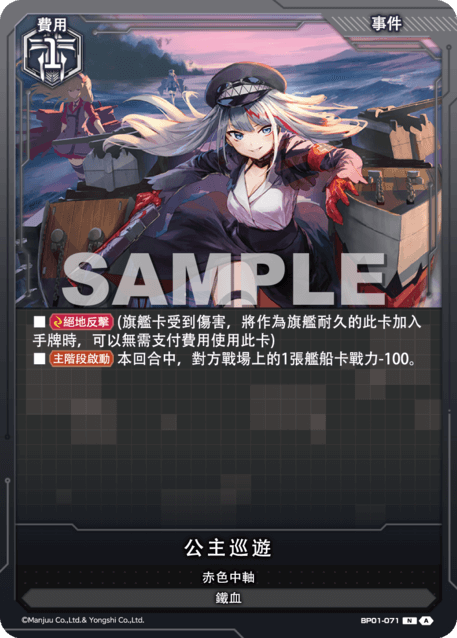 費用
1
事件
SAMPLE
■ 絕地反擊 (旗艦卡受到傷害，將作為旗艦耐久的此卡加入
手牌時，可以無需支付費用使用此卡)
■ 主階段啟動 本回合中，對方戰場上的1張艦船卡戰力-100。
公主巡遊
赤色中軸
鐵血
©Manjuu Co.,Ltd.& Yongshi Co.,Ltd. BP01-071 N A